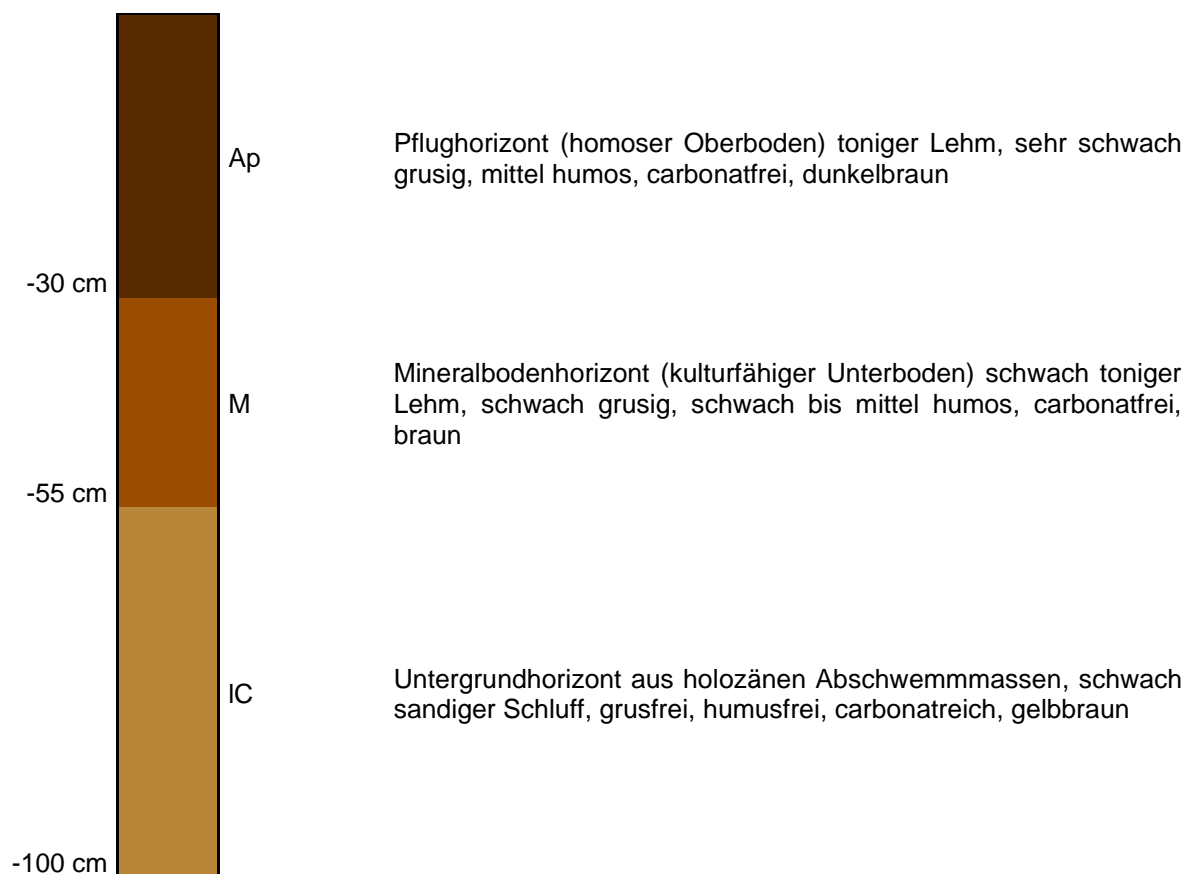 Ap
Pflughorizont (homoser Oberboden) toniger Lehm, sehr schwach
grusig, mittel humos, carbonatfrei, dunkelbraun
-30 cm
M
Mineralbodenhorizont (kulturfähiger Unterboden) schwach toniger
Lehm, schwach grusig, schwach bis mittel humos, carbonatfrei,
braun
-55 cm
lC
Untergrundhorizont aus holozänen Abschwemmmassen, schwach
sandiger Schluff, grusfrei, humusfrei, carbonatreich, gelbbraun
-100 cm